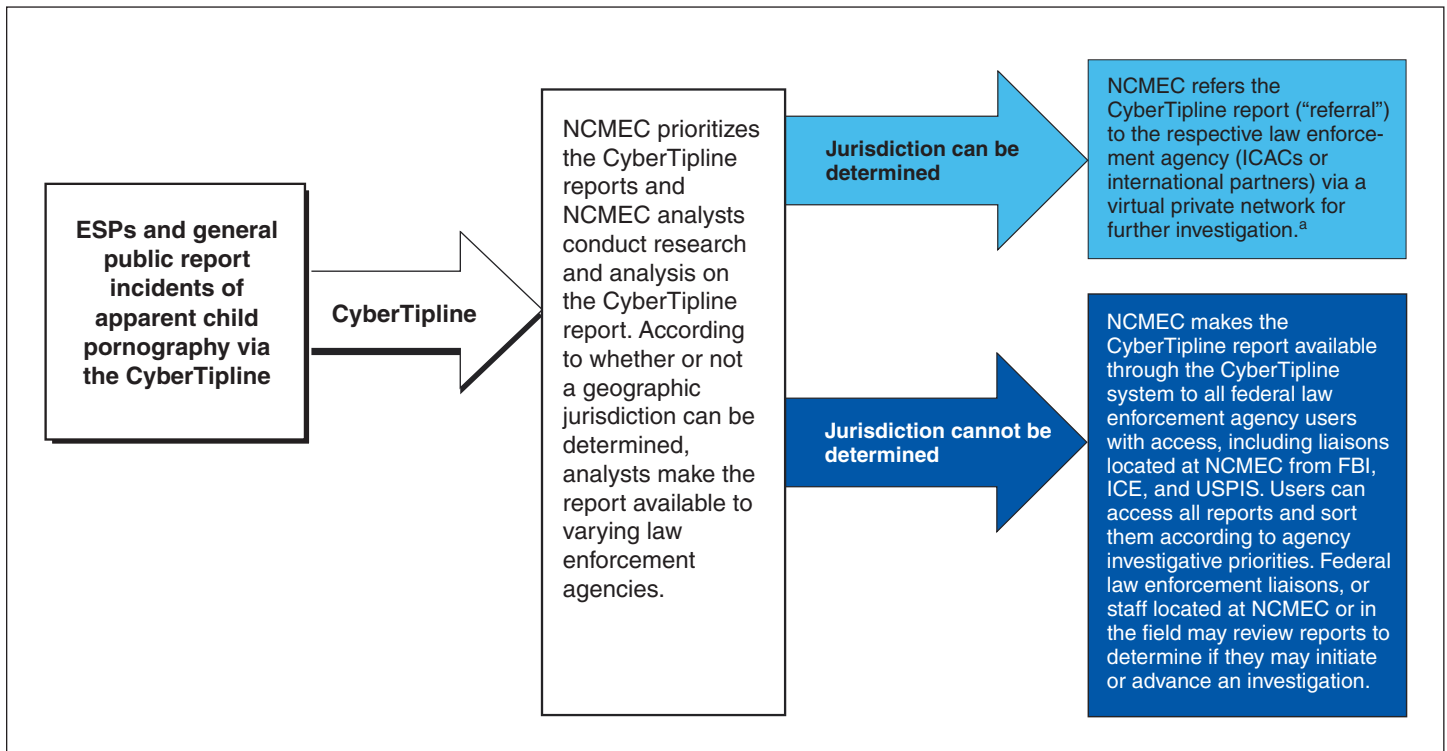 ESPs and general
public report
incidents of
apparent child
pornography via
the CyberTipline
CyberTipline
NCMEC prioritizes
the CyberTipline
reports and
NCMEC analysts
conduct research
and analysis on
the CyberTipline
report. According
to whether or not
a geographic
jurisdiction can be
determined,
analysts make the
report available to
varying law
enforcement
agencies.
Jurisdiction can be
determined
NCMEC refers the
CyberTipline report (“referral”)
to the respective law enforce-
ment agency (ICACs or
international partners) via a
virtual private network for
further investigation.a
Jurisdiction cannot be
determined
NCMEC makes the
CyberTipline report available
through the CyberTipline
system to all federal law
enforcement agency users
with access, including liaisons
located at NCMEC from FBI,
ICE, and USPIS. Users can
access all reports and sort
them according to agency
investigative priorities. Federal
law enforcement liaisons, or
staff located at NCMEC or in
the field may review reports to
determine if they may initiate
or advance an investigation.